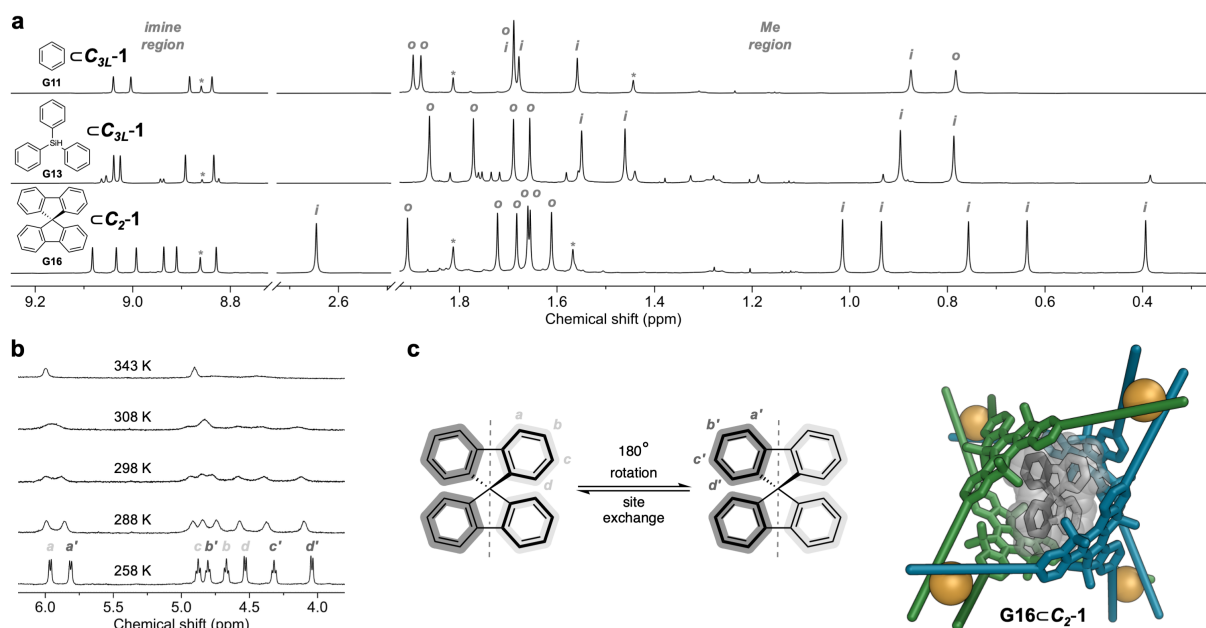 a
imine
region
Me
region
⊂C3L-1
G11
o o
o
i i
i
i
o
*
*
*
SiH
⊂C3L-1
G13
o
o
o
o
i
i
i
i
*
⊂C2-1
G16
i
o
o
o
o o
o
i
i
i
i
i
*
*
*
9.2 9.0 8.8 2.6 1.8 1.6 1.4 1.2 1.0 0.8 0.6 0.4
Chemical shift (ppm)
b
343 K
308 K
298 K
288 K
258 K
a a' c b' b d c' d'
6.0 5.5 5.0 4.5 4.0
Chemical shift (ppm)
c
a
b
c
d
180°
rotation
site
exchange
a'
b'
c'
d'
G16⊂C2-1